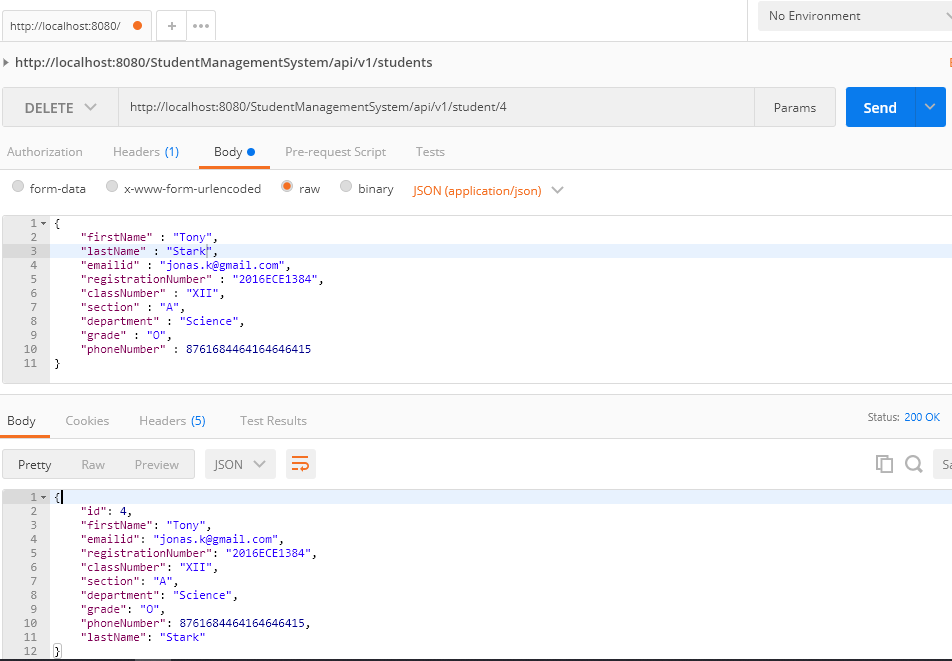 http://localhost:8080/ + ••• No Environment
http://localhost:8080/StudentManagementSystem/api/v1/students
DELETE http://localhost:8080/StudentManagementSystem/api/v1/student/4 Params Send
Authorization Headers (1) Body Pre-request Script Tests
form-data x-www-form-urlencoded raw binary JSON (application/json)
1 {
2 "firstName" : "Tony",
3 "lastName" : "Stark",
4 "emailid" : "jonas.k@gmail.com",
5 "registrationNumber" : "2016ECE1384",
6 "classNumber" : "XII",
7 "section" : "A",
8 "department" : "Science",
9 "grade" : "O",
10 "phoneNumber" : 8761684464164646415
11 }
Body Cookies Headers (5) Test Results Status: 200 OK
Pretty Raw Preview JSON
1 {
2 "id": 4,
3 "firstName": "Tony",
4 "emailid": "jonas.k@gmail.com",
5 "registrationNumber": "2016ECE1384",
6 "classNumber": "XII",
7 "section": "A",
8 "department": "Science",
9 "grade": "O",
10 "phoneNumber": 8761684464164646415,
11 "lastName": "Stark"
12 }